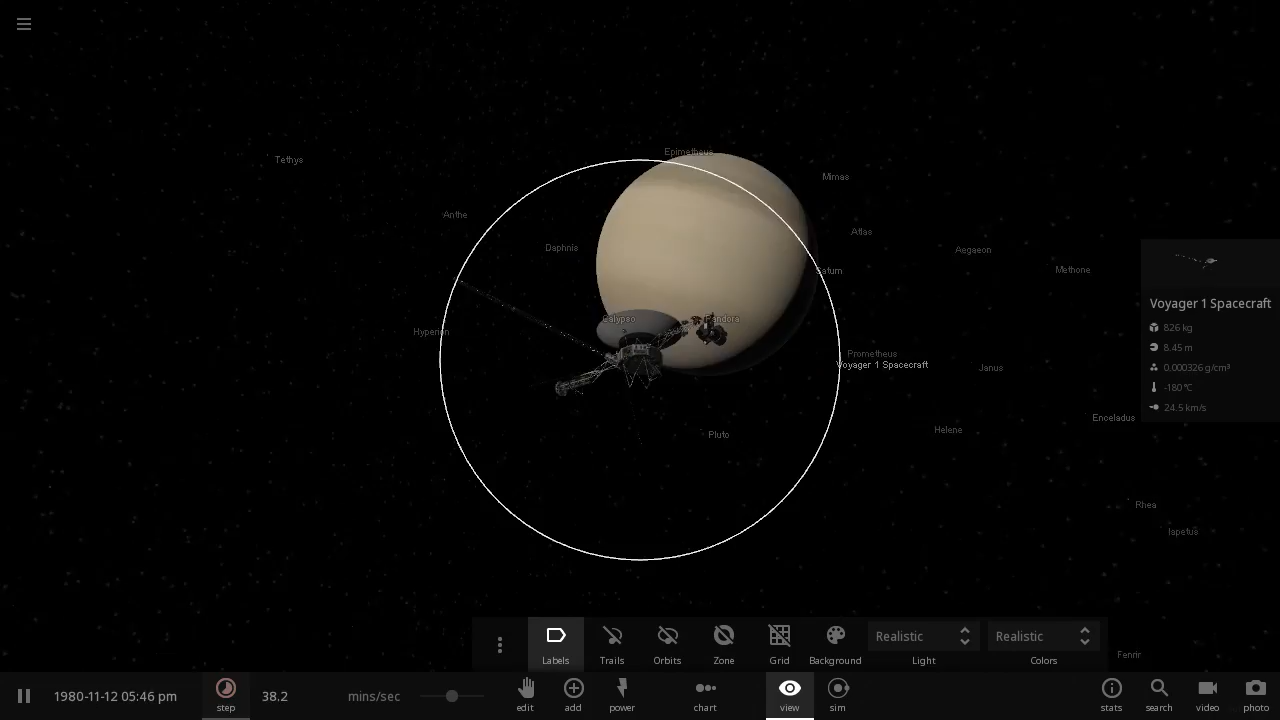 Epimetheus
Tethys
Mimas
Anthe
Atlas
Daphnis
Aegaeon
Saturn
Methone
Voyager 1 Spacecraft
826 kg
8.45 m
0.000326 g/cm³
-180 °C
24.5 km/s
Calypso
Pandora
Hyperion
Prometheus
Voyager 1 Spacecraft
Janus
Enceladus
Helene
Pluto
Rhea
Iapetus
Fenrir
Labels
Trails
Orbits
Zone
Grid
Background
Realistic
Light
Realistic
Colors
1980-11-12 05:46 pm
step
38.2
mins/sec
edit
add
power
chart
view
sim
stats
search
video
photo